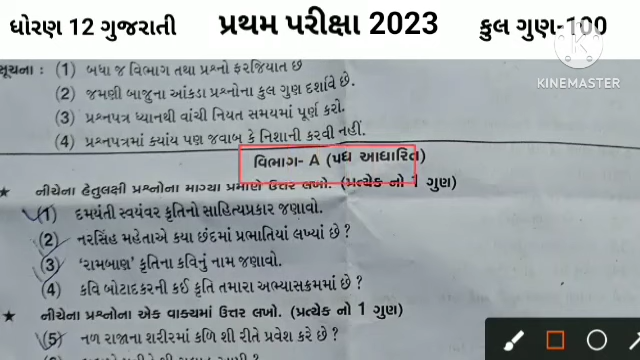 ધોરણ 12 ગુજરાતી પ્રથમ પરીક્ષા 2023 કુલ ગુણ-100
KINEMASTER
સૂચના : (1) બધા જ વિભાગ તથા પ્રશ્નો ફરજિયાત છે
(2) જમણી બાજુના આંકડા પ્રશ્નોના કુલ ગુણ દર્શાવે છે.
(3) પ્રશ્નપત્ર ધ્યાનથી વાંચી નિયત સમયમાં પૂર્ણ કરો.
(4) પ્રશ્નપત્રમાં ક્યાંય પણ જવાબ કે નિશાની કરવી નહીં.
વિભાગ- A (પદ્ય આધારિત)
★ નીચેના હેતુલક્ષી પ્રશ્નોના માગ્યા પ્રમાણે ઉત્તર લખો. (પ્રત્યેક નો 1 ગુણ)
(1) દમયંતી સ્વયંવર કૃતિનો સાહિત્યપ્રકાર જણાવો.
(2) નરસિંહ મહેતાએ કયા છંદમાં પ્રભાતિયાં લખ્યાં છે ?
(3) 'રામબાણ' કૃતિના કવિનું નામ જણાવો.
(4) કવિ બોટાદકરની કઈ કૃતિ તમારા અભ્યાસક્રમમાં છે ?
★ નીચેના પ્રશ્નોના એક વાક્યમાં ઉત્તર લખો. (પ્રત્યેક નો 1 ગુણ)
(5) નળ રાજાના શરીરમાં કળિ શી રીતે પ્રવેશ કરે છે ?